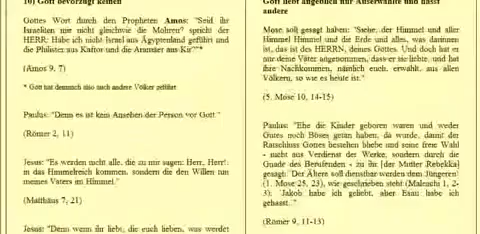 10) Gott bevorzugt keinen
Gottes Wort durch den Propheten Amos: "Seid ihr
Israeliten mir nicht gleichwie die Mohren? spricht der
HERR. Habe ich nicht Israel aus Ägyptenland geführt und
die Philister aus Kaftor und die Aramäer aus Kir?"*
(Amos 9, 7)
* Gott hat demnach also auch andere Völker geführt
Paulus: "Denn es ist kein Ansehen der Person vor Gott."
(Römer 2, 11)
Jesus: "Es werden nicht alle, die zu mir sagen: Herr, Herr!,
in das Himmelreich kommen, sondern die den Willen tun
meines Vaters im Himmel."
(Matthäus 7, 21)
Jesus: "Denn wenn ihr liebt, die euch lieben, was werdet
Gott liebt angeblich nur Auserwählte und hasst
andere
Mose soll gesagt haben: "Siehe, der Himmel und aller
Himmel Himmel und die Erde und alles, was darinnen
ist, das ist des HERRN, deines Gottes. Und doch hat er
nur deine Väter angenommen, dass er sie liebte, und hat
ihre Nachkommen, nämlich euch, erwählt aus allen
Völkern, so wie es heute ist."
(5. Mose 10, 14-15)
Paulus: "Ehe die Kinder geboren waren und weder
Gutes noch Böses getan haben, da wurde, damit der
Ratschluss Gottes bestehen bliebe und seine freie Wahl
- nicht aus Verdienst der Werke, sondern durch die
Gnade des Berufenden - zu ihr [der Mutter Rebekka]
gesagt: "Der Ältere soll dienstbar werden dem Jüngeren!
(1. Mose 25, 23), wie geschrieben steht (Maleachi 1, 2-
3): Jakob habe ich geliebt, aber Esau habe ich
gehasst."
(Römer 9, 11-13)